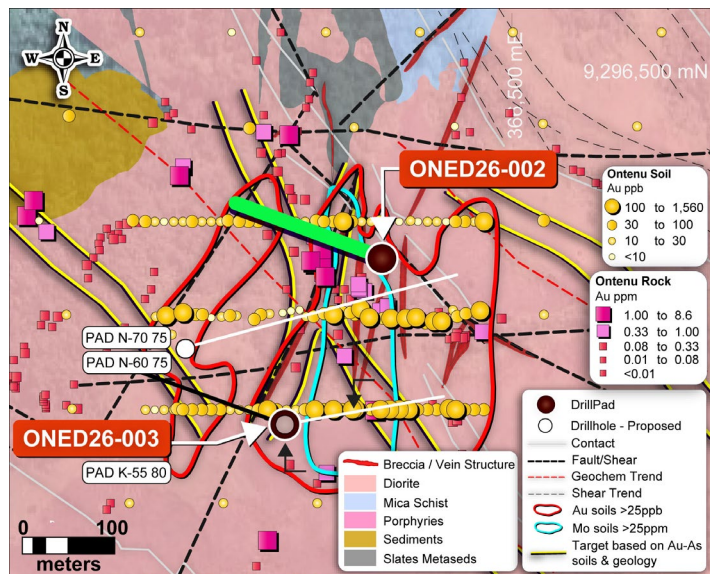 N
W E
S
360,500 mE
9,296,500 mN
ONED26-002
Ontenu Soil
Au ppb
100 to 1,560
30 to 100
10 to 30
<10
Ontenu Rock
Au ppm
1.00 to 8.6
0.33 to 1.00
0.08 to 0.33
0.01 to 0.08
<0.01
PAD N-70 75
PAD N-60 75
ONED26-003
PAD K-55 80
0 100
meters
Breccia / Vein Structure
Diorite
Mica Schist
Porphyries
Sediments
Slates Metaseds
DrillPad
Drillhole - Proposed
Contact
Fault/Shear
Geochem Trend
Shear Trend
Au soils >25ppb
Mo soils >25ppm
Target based on Au-As
soils & geology